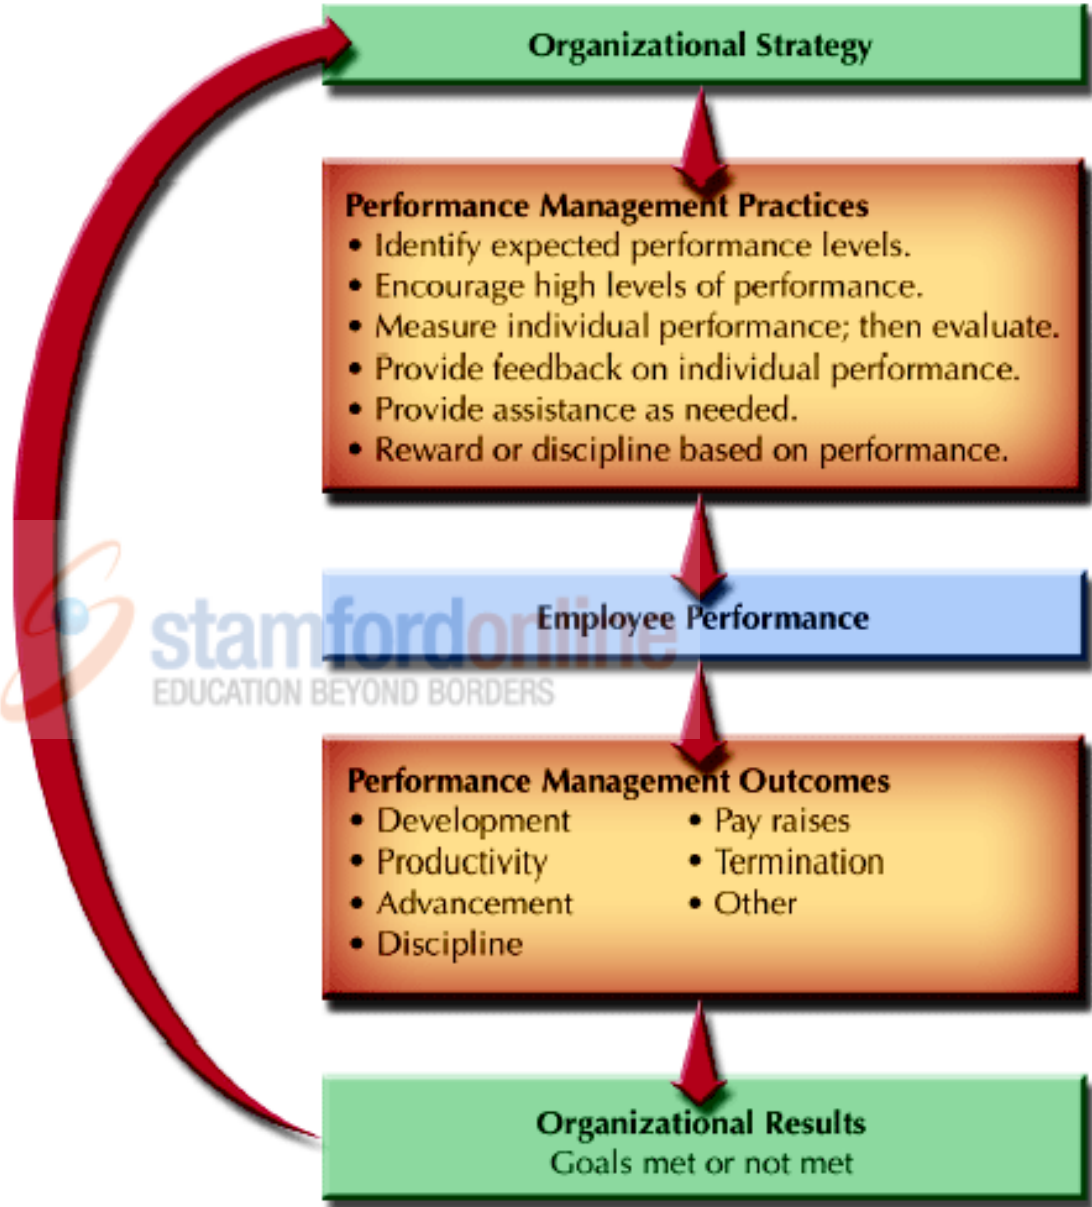 Organizational Strategy
Performance Management Practices
• Identify expected performance levels.
• Encourage high levels of performance.
• Measure individual performance; then evaluate.
• Provide feedback on individual performance.
• Provide assistance as needed.
• Reward or discipline based on performance.
stamfordonline
EDUCATION BEYOND BORDERS
Employee Performance
Performance Management Outcomes
• Development
• Productivity
• Advancement
• Discipline
• Pay raises
• Termination
• Other
Organizational Results
Goals met or not met